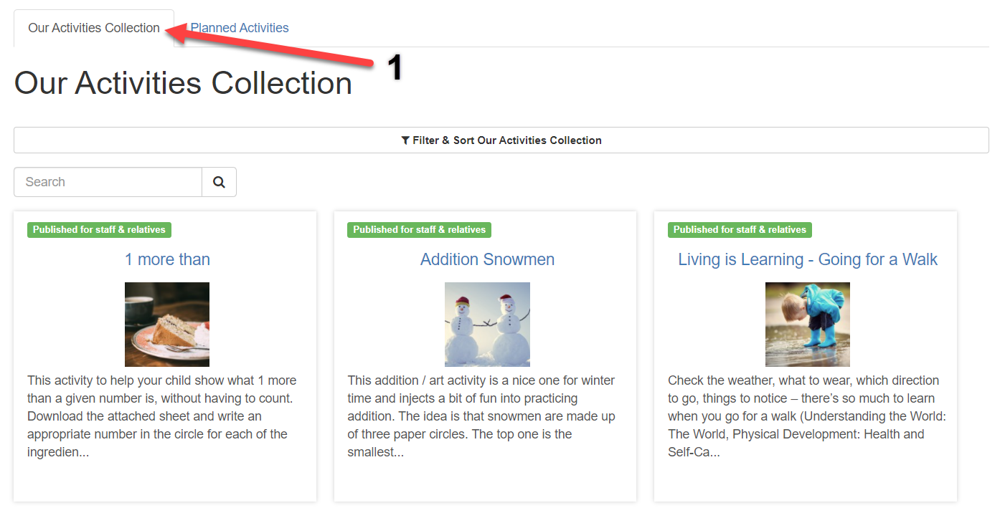 Our Activities Collection
Planned Activities
1
Our Activities Collection
Filter & Sort Our Activities Collection
Search
Published for staff & relatives
1 more than
This activity to help your child show what 1 more
than a given number is, without having to count.
Download the attached sheet and write an
appropriate number in the circle for each of the
ingredien...
Published for staff & relatives
Addition Snowmen
This addition / art activity is a nice one for winter
time and injects a bit of fun into practicing
addition. The idea is that snowmen are made up
of three paper circles. The top one is the
smallest...
Published for staff & relatives
Living is Learning - Going for a Walk
Check the weather, what to wear, which direction
to go, things to notice – there’s so much to learn
when you go for a walk (Understanding the World:
The World, Physical Development: Health and
Self-Ca...